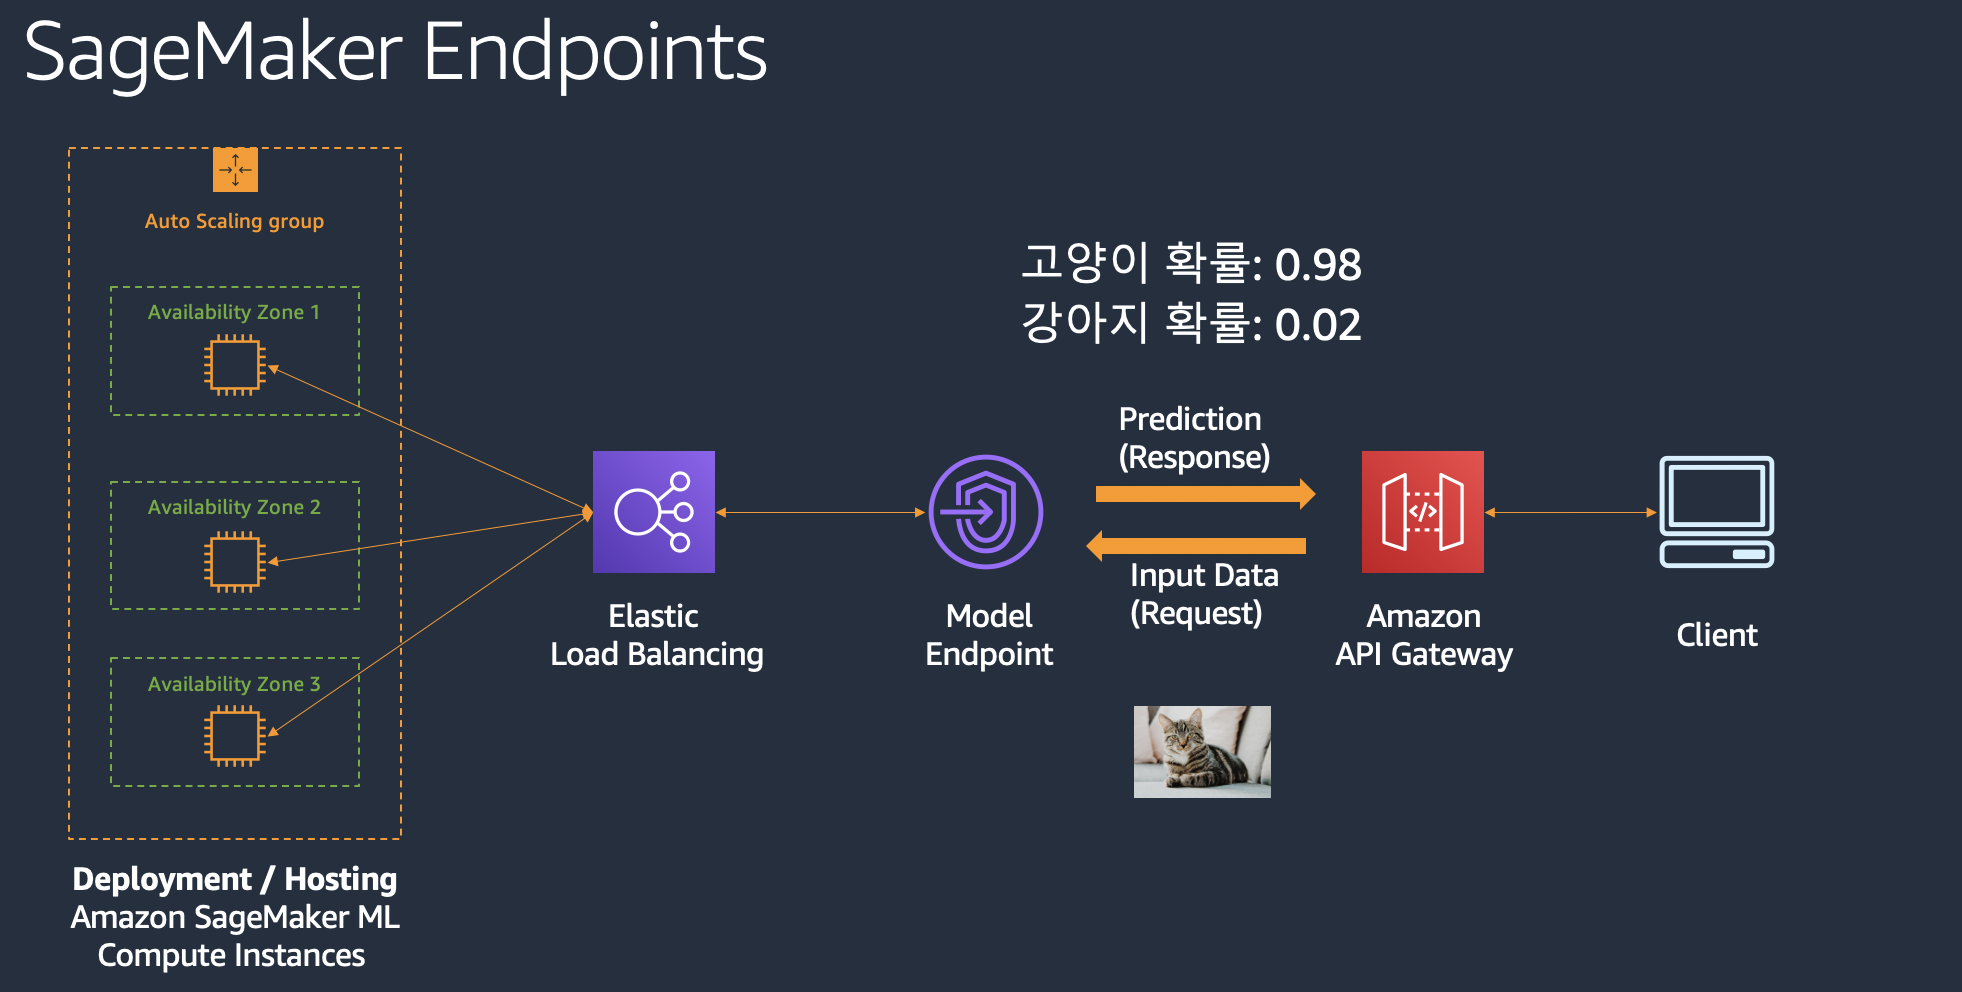 SageMaker Endpoints
Auto Scaling group
Availability Zone 1
Availability Zone 2
Availability Zone 3
Deployment / Hosting
Amazon SageMaker ML
Compute Instances
Elastic
Load Balancing
Model
Endpoint
고양이 확률: 0.98
강아지 확률: 0.02
Prediction
(Response)
Input Data
(Request)
</>
Amazon
API Gateway
Client